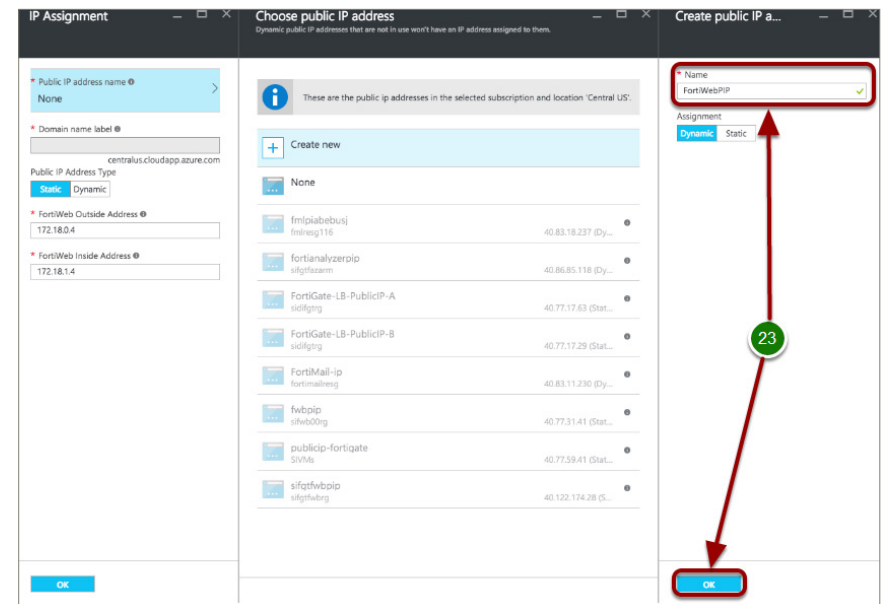 IP Assignment
* Public IP address name
None
* Domain name label
centralus.cloudapp.azure.com
Public IP Address Type
Static Dynamic
* FortiWeb Outside Address
172.18.0.4
* FortiWeb Inside Address
172.18.1.4
OK
Choose public IP address
Dynamic public IP addresses that are not in use won't have an IP address assigned to them.
These are the public ip addresses in the selected subscription and location 'Central US'.
Create new
None
fmlpiabebusj
fmlresg116 40.83.18.237 (Dy...
fortianalyzerpip
sifgtfazarm 40.86.85.118 (Dy...
FortiGate-LB-PublicIP-A
sidifgtrg 40.77.17.63 (Stat...
FortiGate-LB-PublicIP-B
sidifgtrg 40.77.17.29 (Stat...
FortiMail-ip
fortimailresg 40.83.11.230 (Dy...
fwbpip
sifwb00rg 40.77.31.41 (Stat...
publicip-fortigate
SIVMs 40.77.59.41 (Stat...
sifgtfwbpip
sifgtfwbrg 40.122.174.28 (S...
Create public IP a...
* Name
FortiWebPIP
Assignment
Dynamic Static
23
OK